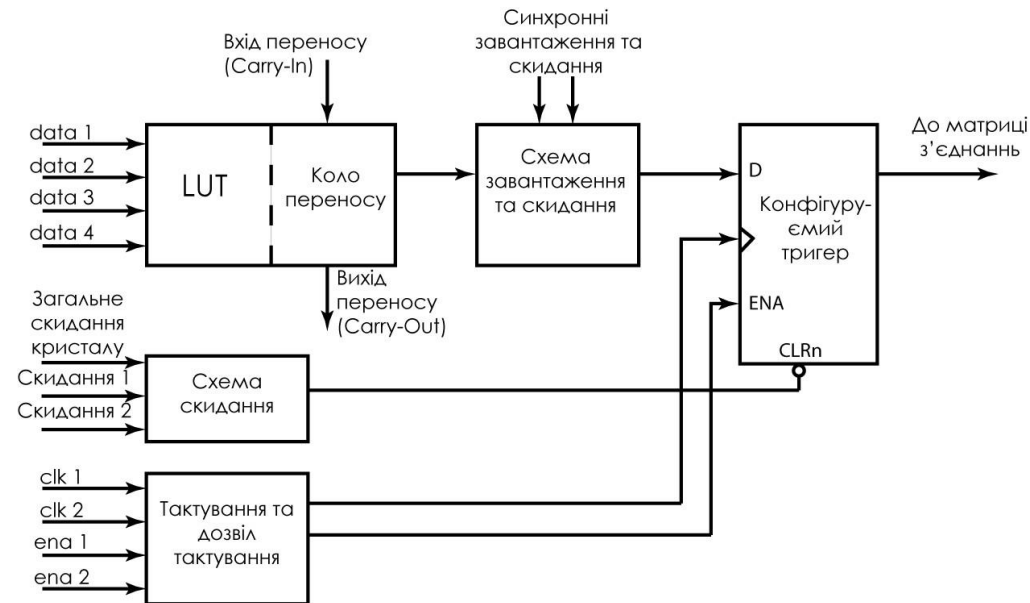 Вхід переносу
(Carry-In)
Синхронні
завантаження та
скидання
data 1
data 2
data 3
data 4
LUT
Коло
переносу
Схема
завантаження
та скидання
D
Конфігуру-
ємий
тригер
ENA
CLRn
До матриці
з’єднаннь
Вихід
переносу
(Carry-Out)
Загальне
скидання
кристалу
Скидання 1
Скидання 2
Схема
скидання
clk 1
clk 2
ena 1
ena 2
Тактування та
дозвіл
тактування